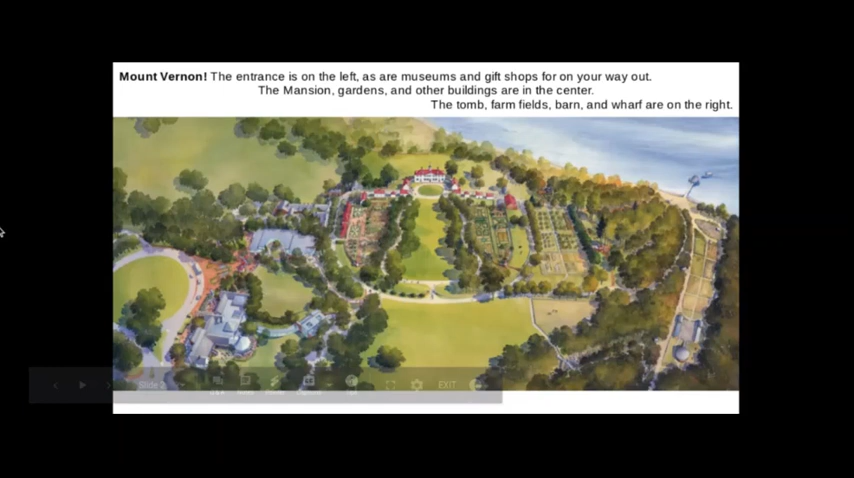 Mount Vernon! The entrance is on the left, as are museums and gift shops for on your way out.
The Mansion, gardens, and other buildings are in the center.
The tomb, farm fields, barn, and wharf are on the right.
Slide 2
EXIT